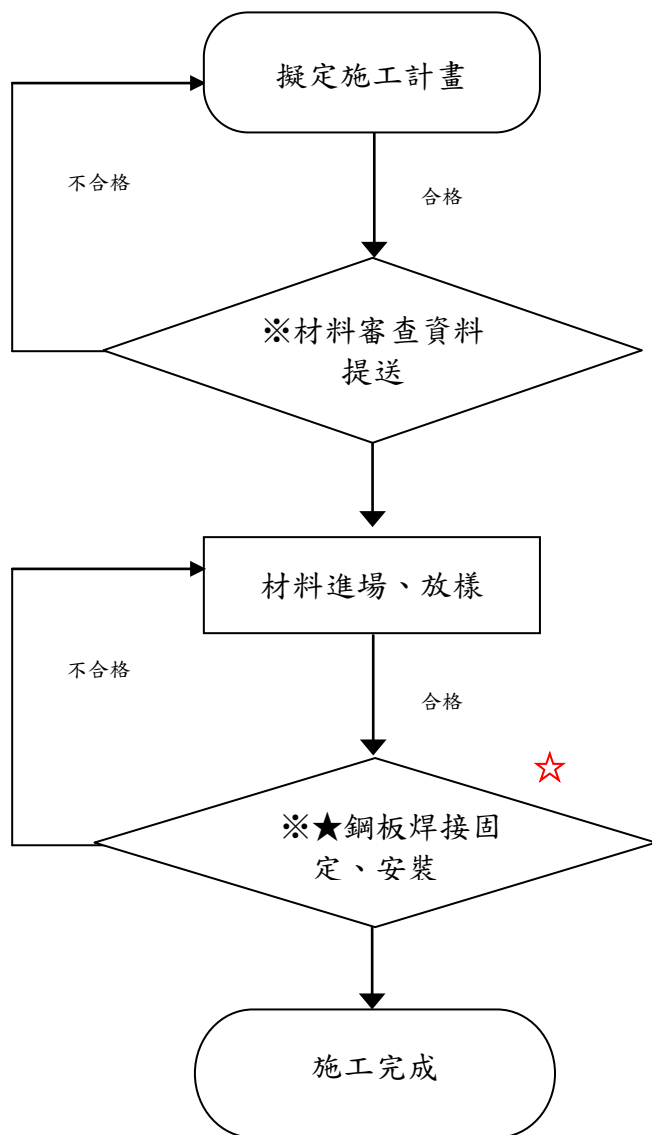 擬定施工計畫
不合格
合格
※材料審查資料
提送
材料進場、放樣
不合格
合格
☆
※★鋼板焊接固
定、安裝
施工完成